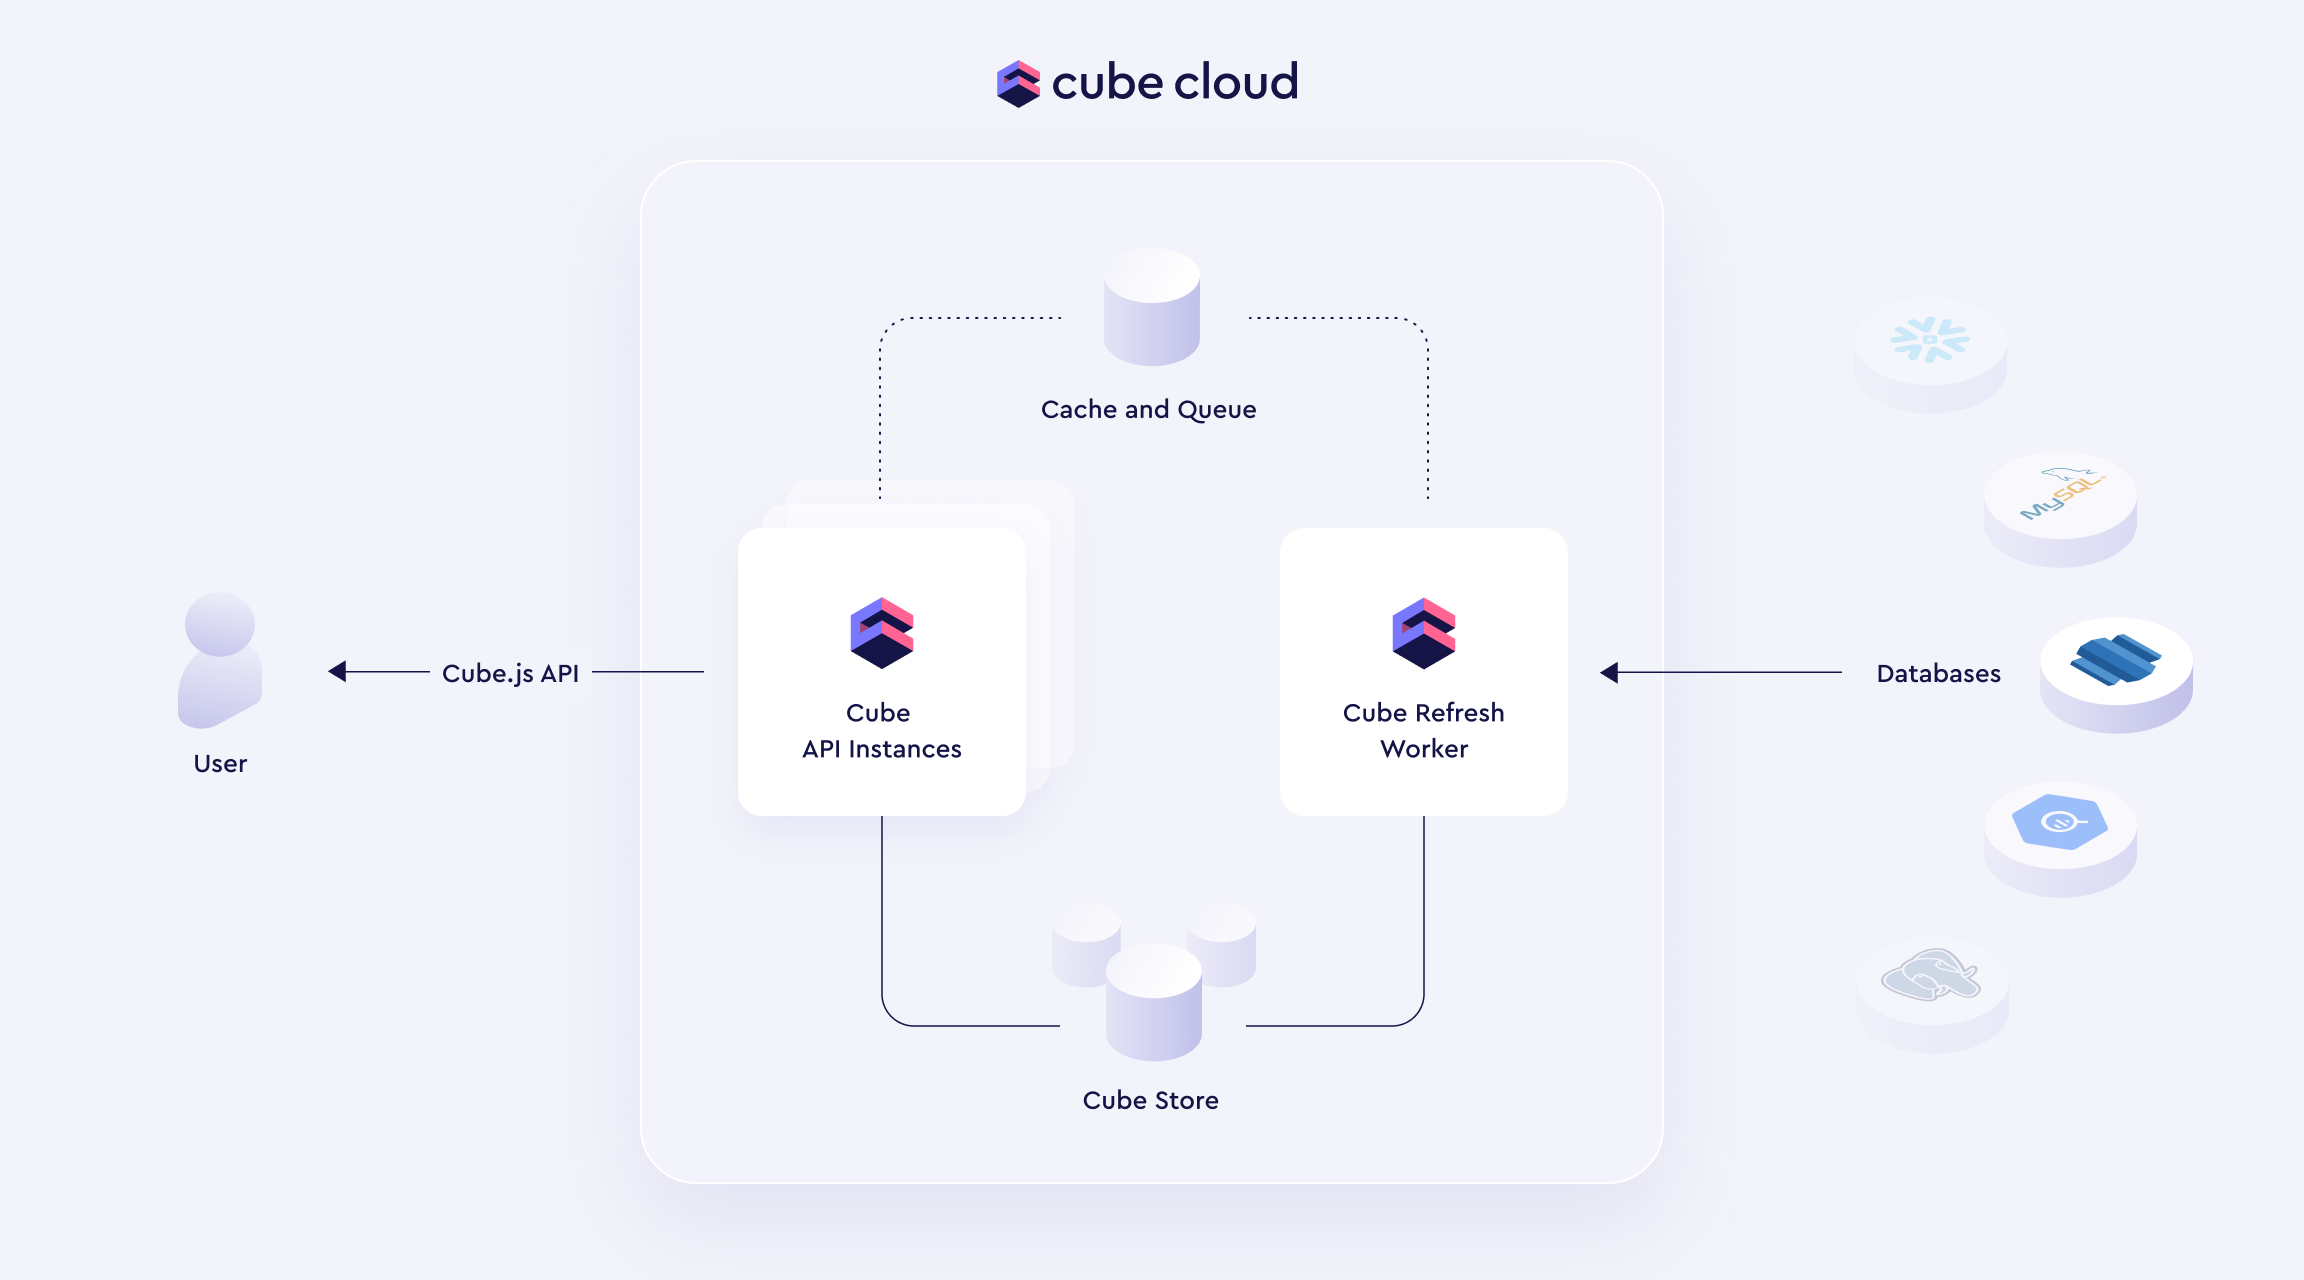 cube cloud
Cache and Queue
MySQL
Cube.js API
Cube
API Instances
Cube Refresh
Worker
Databases
User
Cube Store